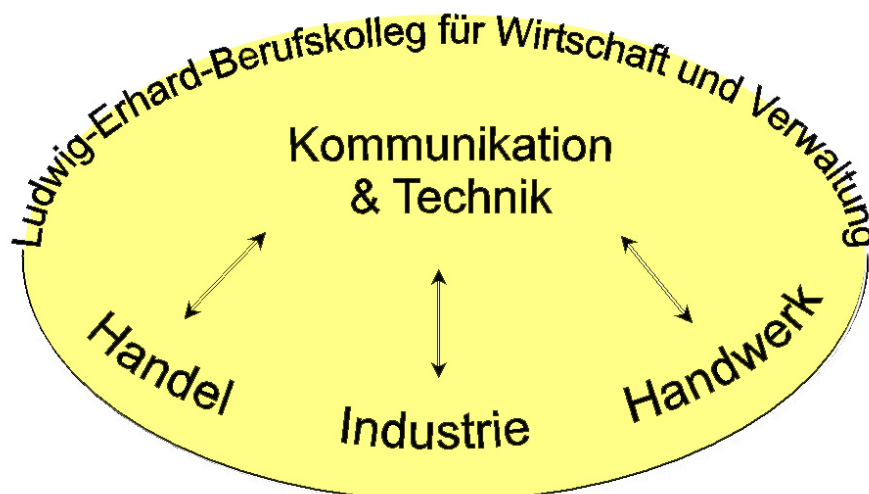 Ludwig-Erhard-Berufskolleg für Wirtschaft und Verwaltung
Kommunikation
& Technik
Handel
Industrie
Handwerk